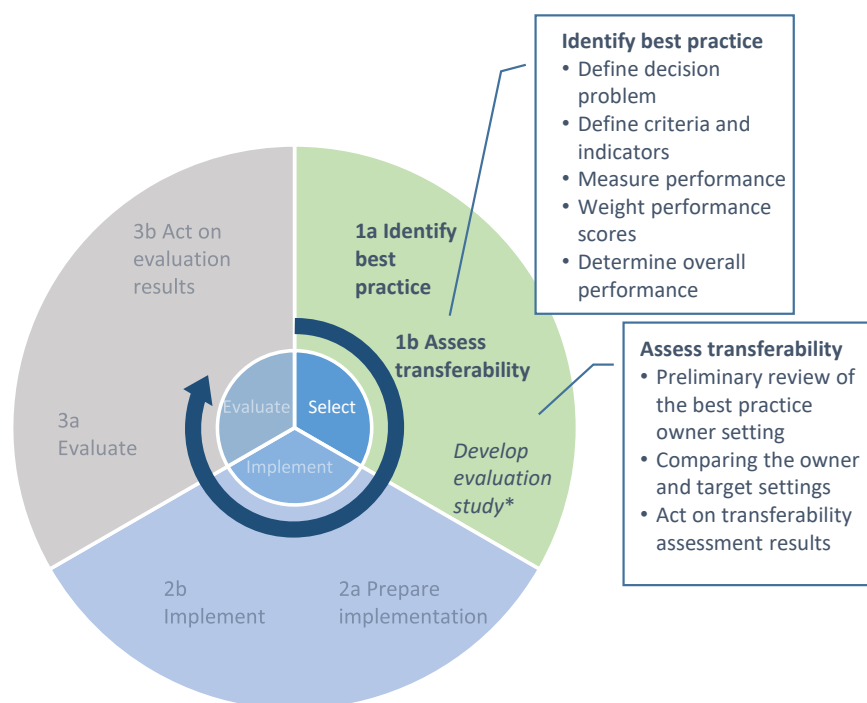 Identify best practice
• Define decision
problem
• Define criteria and
indicators
• Measure performance
• Weight performance
scores
• Determine overall
performance
3b Act on
evaluation
results
1a Identify
best
practice
1b Assess
transferability
Assess transferability
• Preliminary review of
the best practice
owner setting
• Comparing the owner
and target settings
• Act on transferability
assessment results
Evaluate
Select
Implement
3a
Evaluate
Develop
evaluation
study*
2b
Implement
2a Prepare
implementation